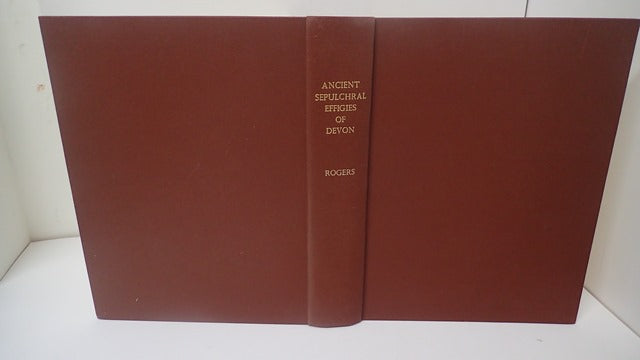 ANCIENT
SEPULCHRAL
EFFIGIES
OF
DEVON
ROGERS